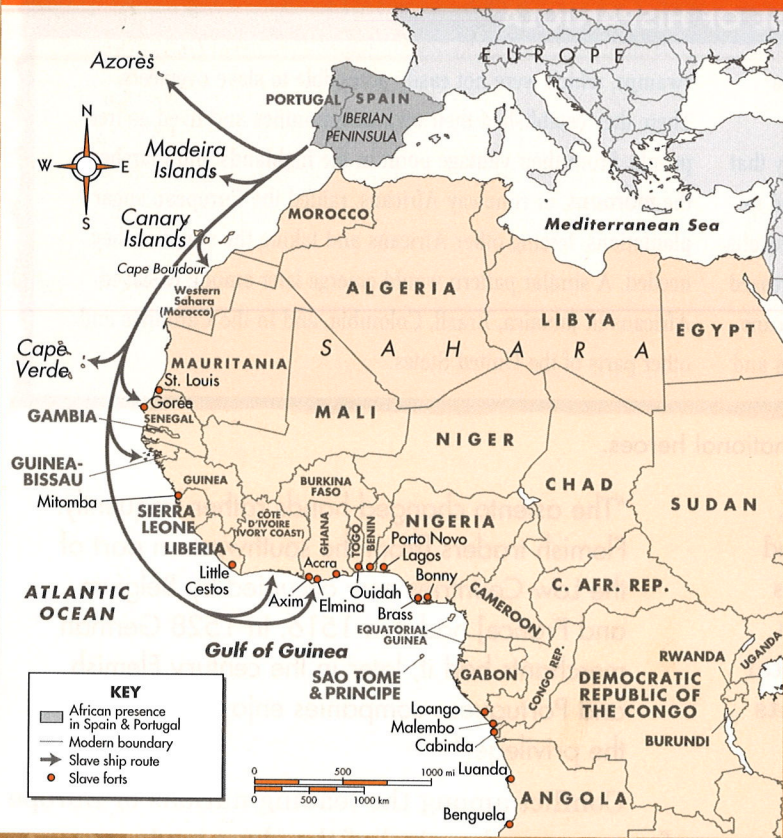 EUROPE
Azores
PORTUGAL
SPAIN
IBERIAN
PENINSULA
N
W
E
S
Madeira
Islands
MOROCCO
Mediterranean Sea
Canary
Islands
Cape Boujdour
Western
Sahara
(Morocco)
ALGERIA
LIBYA
EGYPT
SAHARA
Cape
Verde
MAURITANIA
St. Louis
Gorée
SENEGAL
GAMBIA
MALI
NIGER
CHAD
SUDAN
GUINEA-
BISSAU
GUINEA
BURKINA
FASO
Mitomba
SIERRA
LEONE
CÔTE
D'IVOIRE
(IVORY COAST)
GHANA
TOGO
BENIN
NIGERIA
LIBERIA
Porto Novo
Lagos
Accra
Bonny
Little
Cestos
Axim
Elmina
Ouidah
Brass
CAMEROON
C. AFR. REP.
ATLANTIC
OCEAN
EQUATORIAL
GUINEA
Gulf of Guinea
SAO TOME
& PRINCIPE
GABON
CONGO REP.
DEMOCRATIC
REPUBLIC OF
THE CONGO
RWANDA
UGANDA
BURUNDI
Loango
Malembo
Cabinda
Luanda
ANGOLA
Benguela
KEY
African presence
in Spain & Portugal
Modern boundary
Slave ship route
Slave forts
0 500 1000 mi
0 500 1000 km